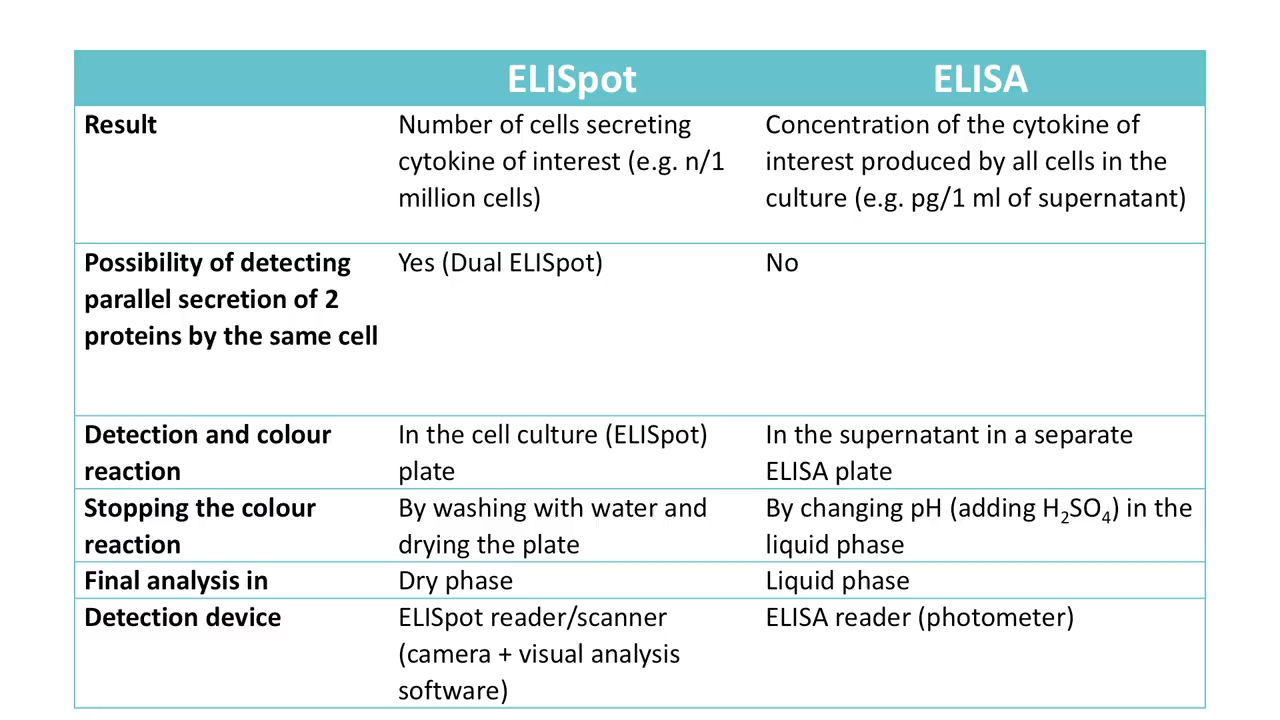 ELISpot ELISA
Result Number of cells secreting Concentration of the cytokine of
cytokine of interest (e.g. n/1 interest produced by all cells in the
million cells) culture (e.g. pg/1 ml of supernatant)
Possibility of detecting Yes (Dual ELISpot) No
parallel secretion of 2
proteins by the same cell
Detection and colour In the cell culture (ELISpot) In the supernatant in a separate
reaction plate ELISA plate
Stopping the colour By washing with water and By changing pH (adding H₂SO₄) in the
reaction drying the plate liquid phase
Final analysis in Dry phase Liquid phase
Detection device ELISpot reader/scanner ELISA reader (photometer)
(camera + visual analysis
software)